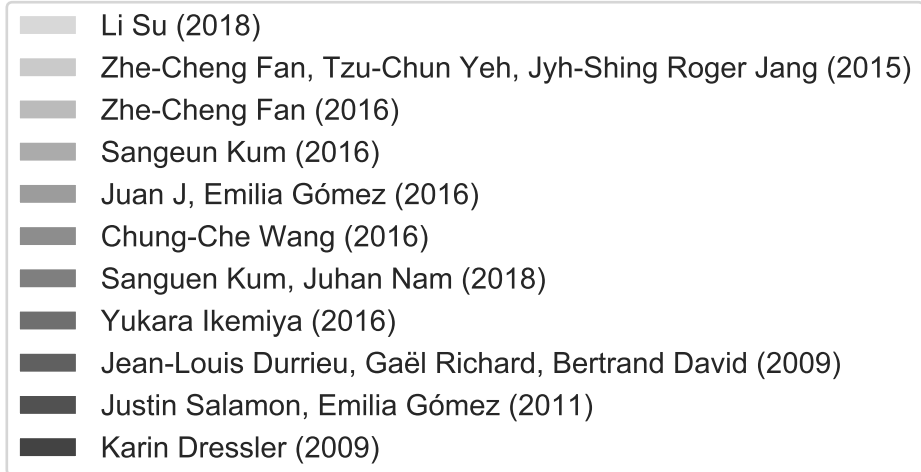 Li Su (2018)
Zhe-Cheng Fan, Tzu-Chun Yeh, Jyh-Shing Roger Jang (2015)
Zhe-Cheng Fan (2016)
Sangeun Kum (2016)
Juan J, Emilia Gómez (2016)
Chung-Che Wang (2016)
Sanguen Kum, Juhan Nam (2018)
Yukara Ikemiya (2016)
Jean-Louis Durrieu, Gaël Richard, Bertrand David (2009)
Justin Salamon, Emilia Gómez (2011)
Karin Dressler (2009)